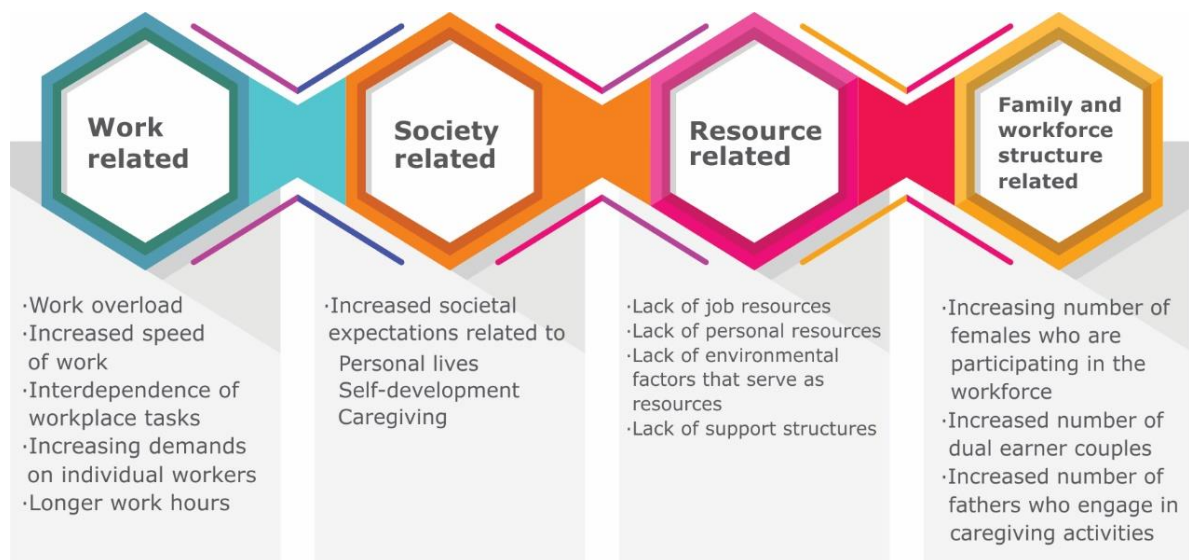 Work
related
·Work overload
·Increased speed
of work
·Interdependence of
workplace tasks
·Increasing demands
on individual workers
·Longer work hours
Society
related
·Increased societal
expectations related to
Personal lives
Self-development
Caregiving
Resource
related
·Lack of job resources
·Lack of personal resources
·Lack of environmental
factors that serve as
resources
·Lack of support structures
Family and
workforce
structure
related
·Increasing number of
females who are
participating in the
workforce
·Increased number of
dual earner couples
·Increased number of
fathers who engage in
caregiving activities